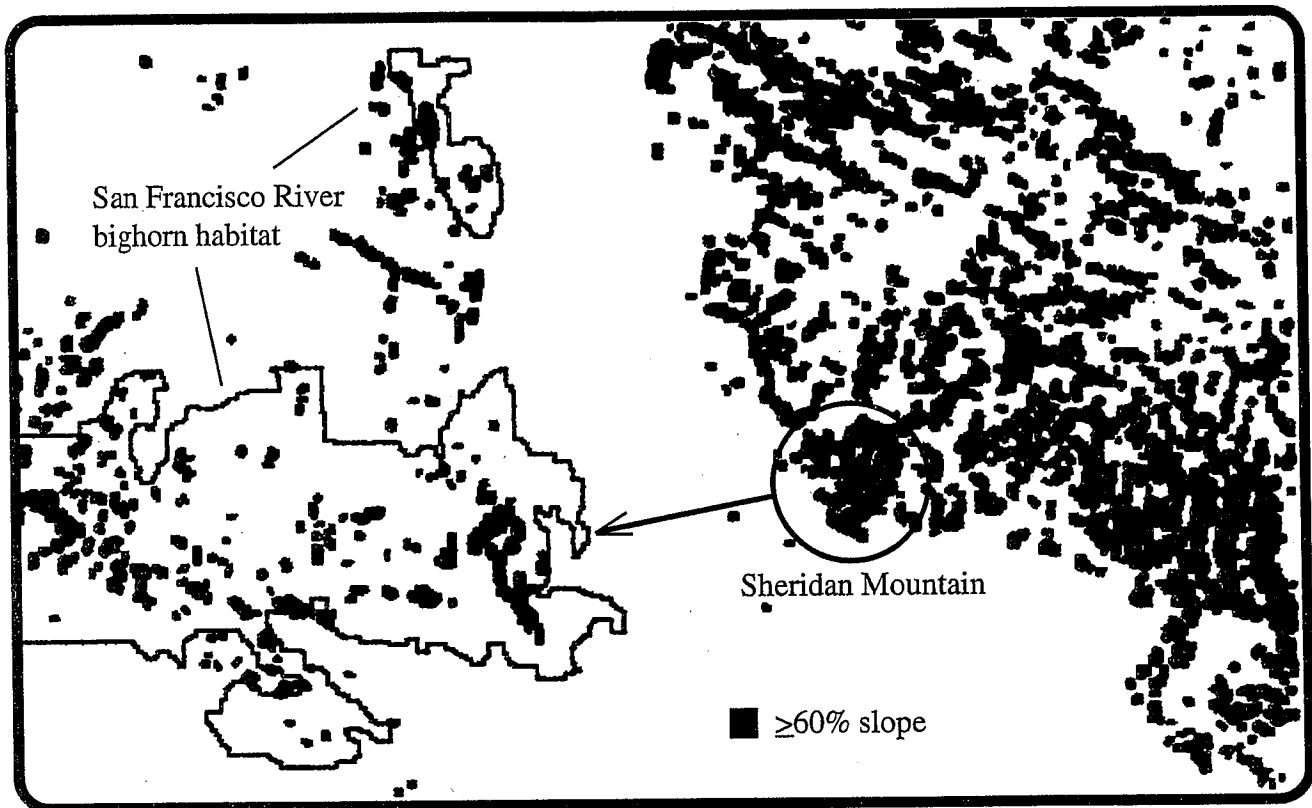 San Francisco River
bighorn habitat
Sheridan Mountain
≥60% slope